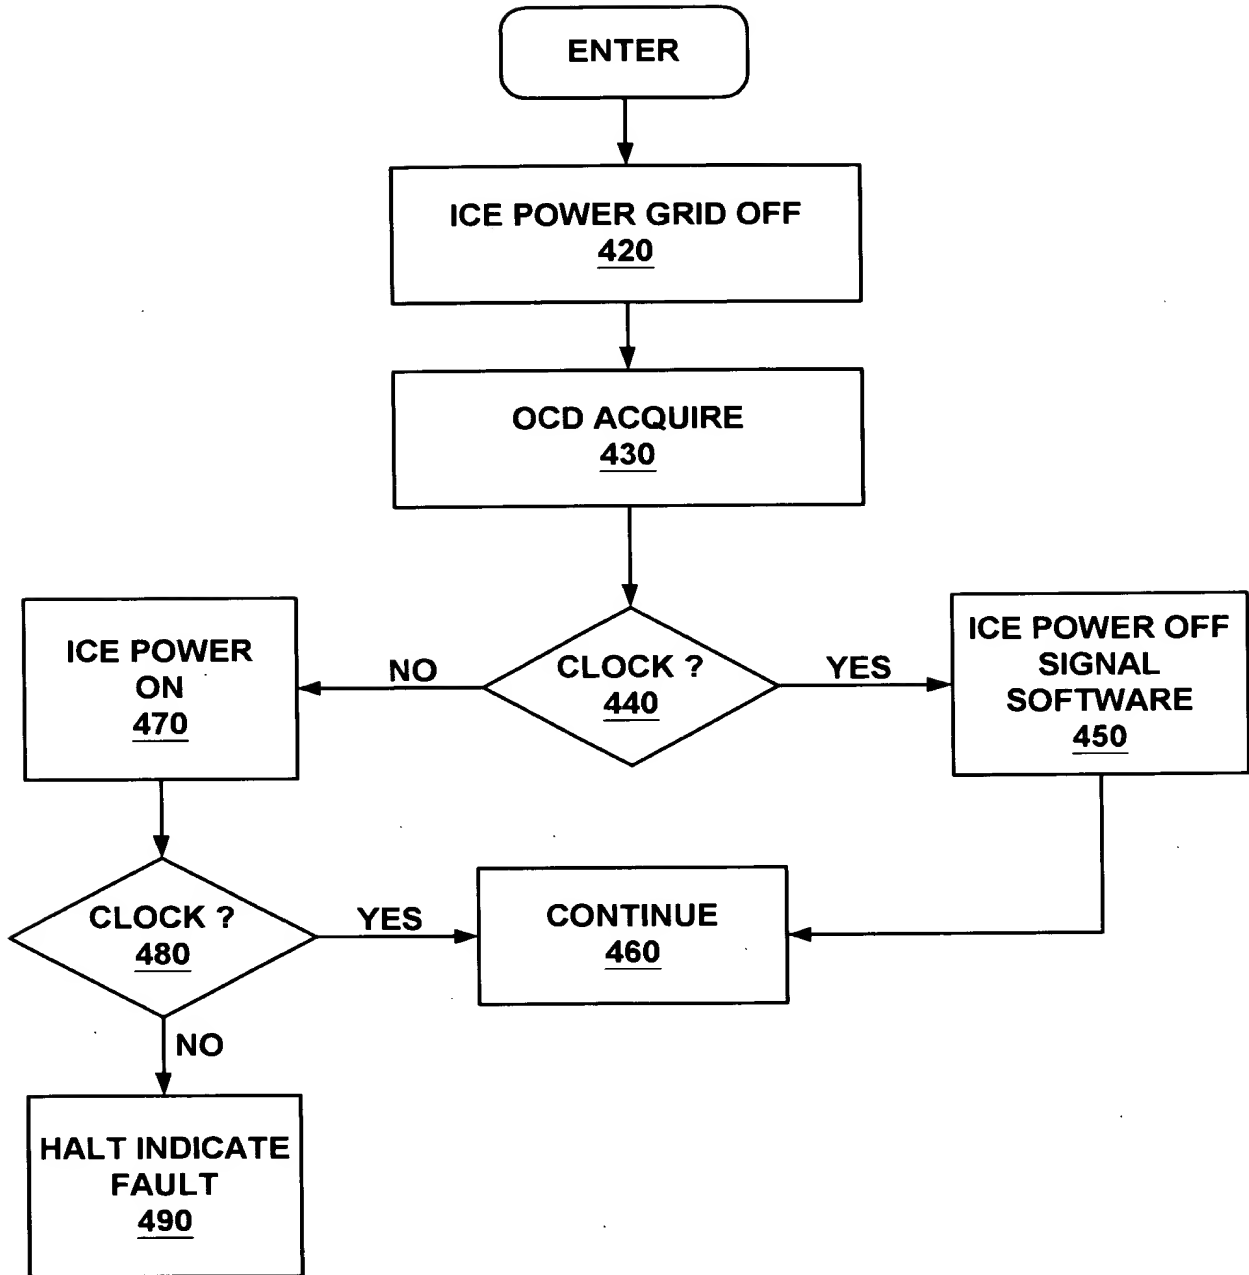 ENTER
ICE POWER GRID OFF
420
OCD ACQUIRE
430
ICE POWER
ON
470
NO
CLOCK ?
440
YES
ICE POWER OFF
SIGNAL
SOFTWARE
450
CLOCK ?
480
YES
CONTINUE
460
NO
HALT INDICATE
FAULT
490